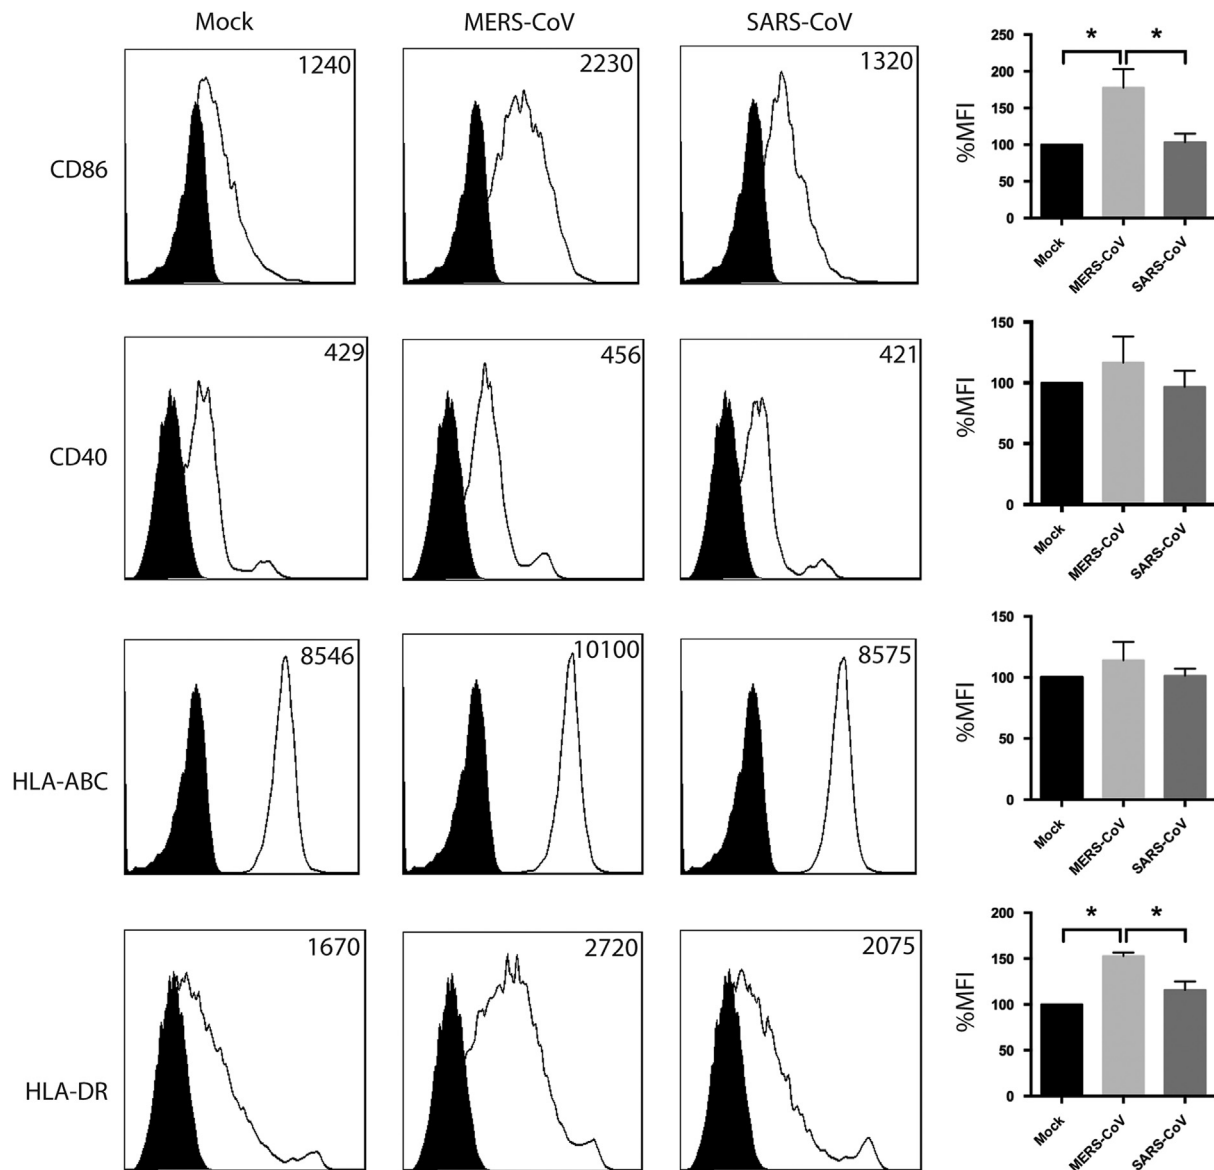 Mock MERS-CoV SARS-CoV
CD86 1240 2230 1320
%MFI
250
200
150
100
50
0
* *
Mock MERS-CoV SARS-CoV
CD40 429 456 421
%MFI
150
100
50
0
Mock MERS-CoV SARS-CoV
HLA-ABC 8546 10100 8575
%MFI
150
100
50
0
Mock MERS-CoV SARS-CoV
HLA-DR 1670 2720 2075
%MFI
200
150
100
50
0
* *
Mock MERS-CoV SARS-CoV